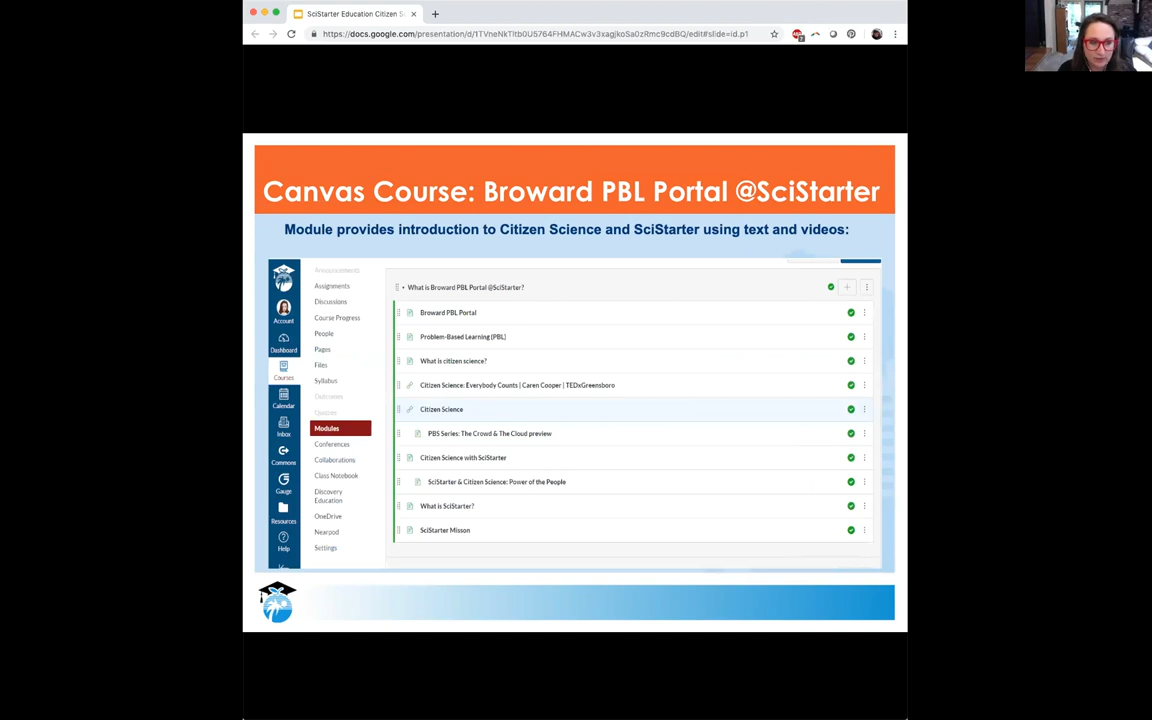 SciStarter Education Citizen S
https://docs.google.com/presentation/d/1TVneNkTltb0U5764FHMACw3v3xagjkoSa0zRmc9cdBQ/edit#slide=id.p1
Canvas Course: Broward PBL Portal @SciStarter
Module provides introduction to Citizen Science and SciStarter using text and videos:
Account
Dashboard
Courses
Calendar
Inbox
Commons
Gauge
Resources
Help
Announcements
Assignments
Discussions
Course Progress
People
Pages
Files
Syllabus
Outcomes
Quizzes
Modules
Conferences
Collaborations
Class Notebook
Discovery
Education
OneDrive
Nearpod
Settings
What is Broward PBL Portal @SciStarter?
Broward PBL Portal
Problem-Based Learning (PBL)
What is citizen science?
Citizen Science: Everybody Counts | Caren Cooper | TEDxGreensboro
Citizen Science
PBS Series: The Crowd & The Cloud preview
Citizen Science with SciStarter
SciStarter & Citizen Science: Power of the People
What is SciStarter?
SciStarter Misson